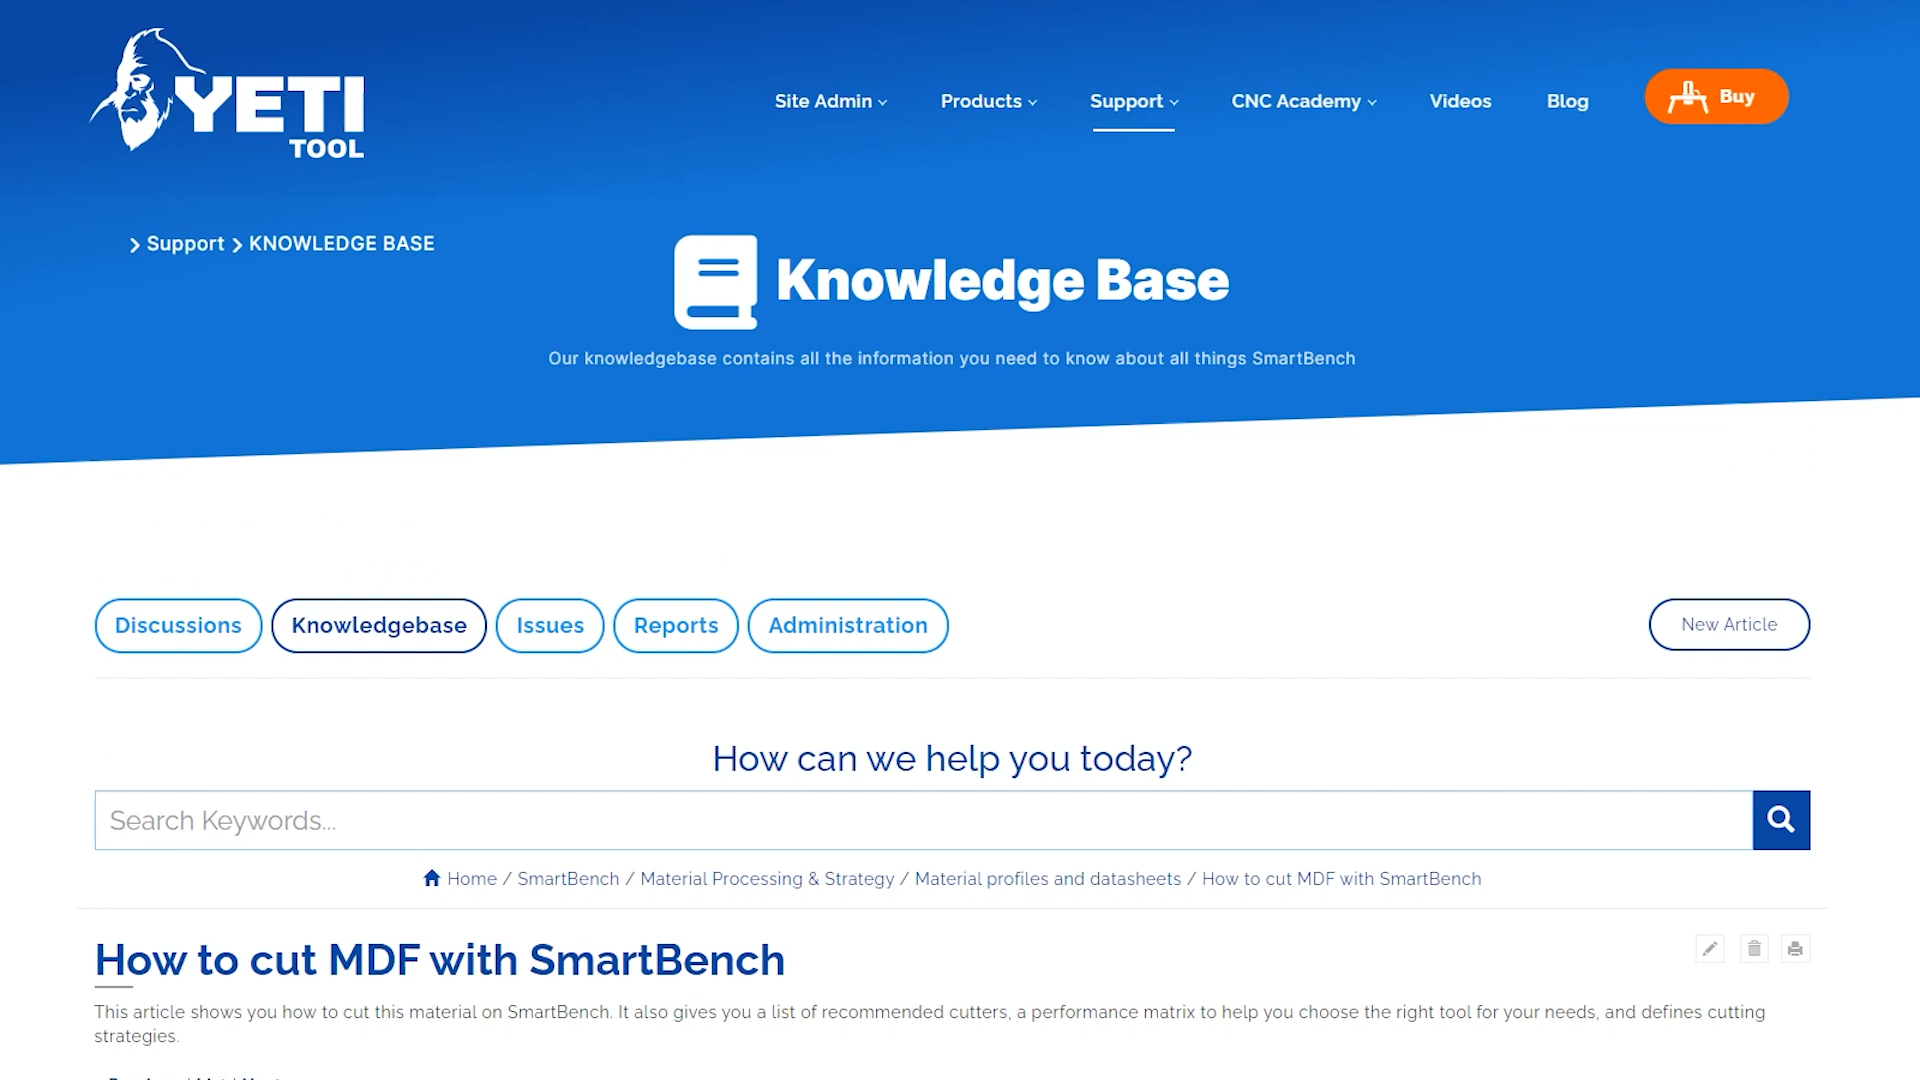 YETI
TOOL
Site Admin
Products
Support
CNC Academy
Videos
Blog
Buy
Support
KNOWLEDGE BASE
Knowledge Base
Our knowledgebase contains all the information you need to know about all things SmartBench
Discussions
Knowledgebase
Issues
Reports
Administration
New Article
How can we help you today?
Search Keywords...
Home / SmartBench / Material Processing & Strategy / Material profiles and datasheets / How to cut MDF with SmartBench
How to cut MDF with SmartBench
This article shows you how to cut this material on SmartBench. It also gives you a list of recommended cutters, a performance matrix to help you choose the right tool for your needs, and defines cutting
strategies.